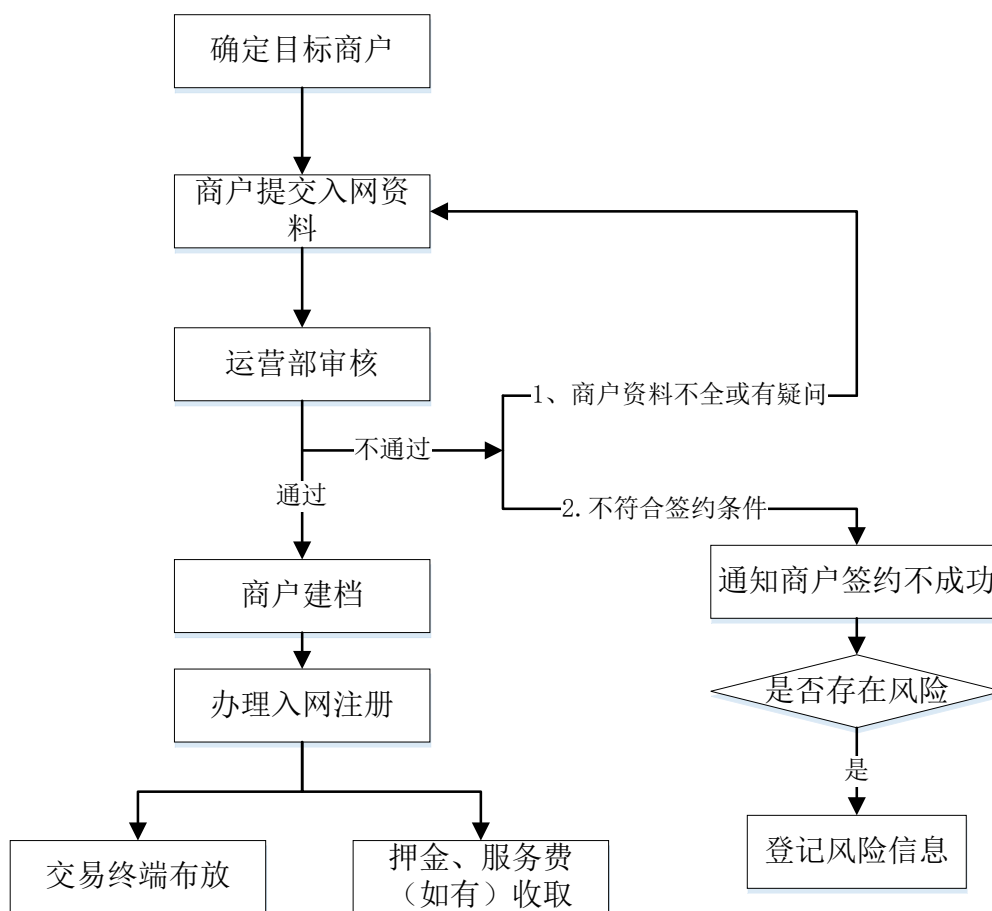 确定目标商户
商户提交入网资
料
运营部审核
1、商户资料不全或有疑问
不通过
通过
2.不符合签约条件
商户建档
通知商户签约不成功
办理入网注册
是否存在风险
是
交易终端布放
押金、服务费
（如有）收取
登记风险信息